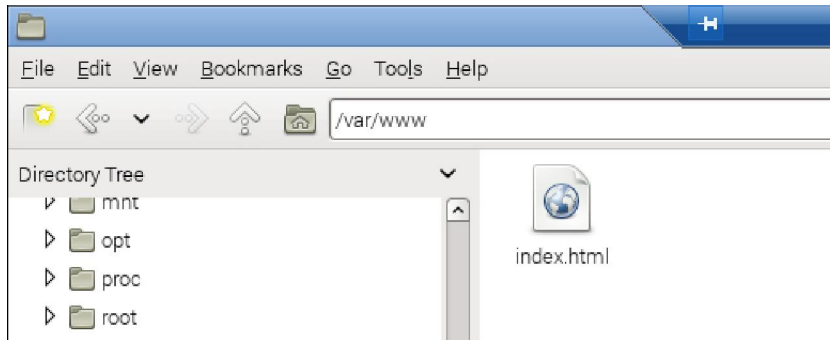 File Edit View Bookmarks Go Tools Help
/var/www
Directory Tree
mnt
opt
proc
root
index.html